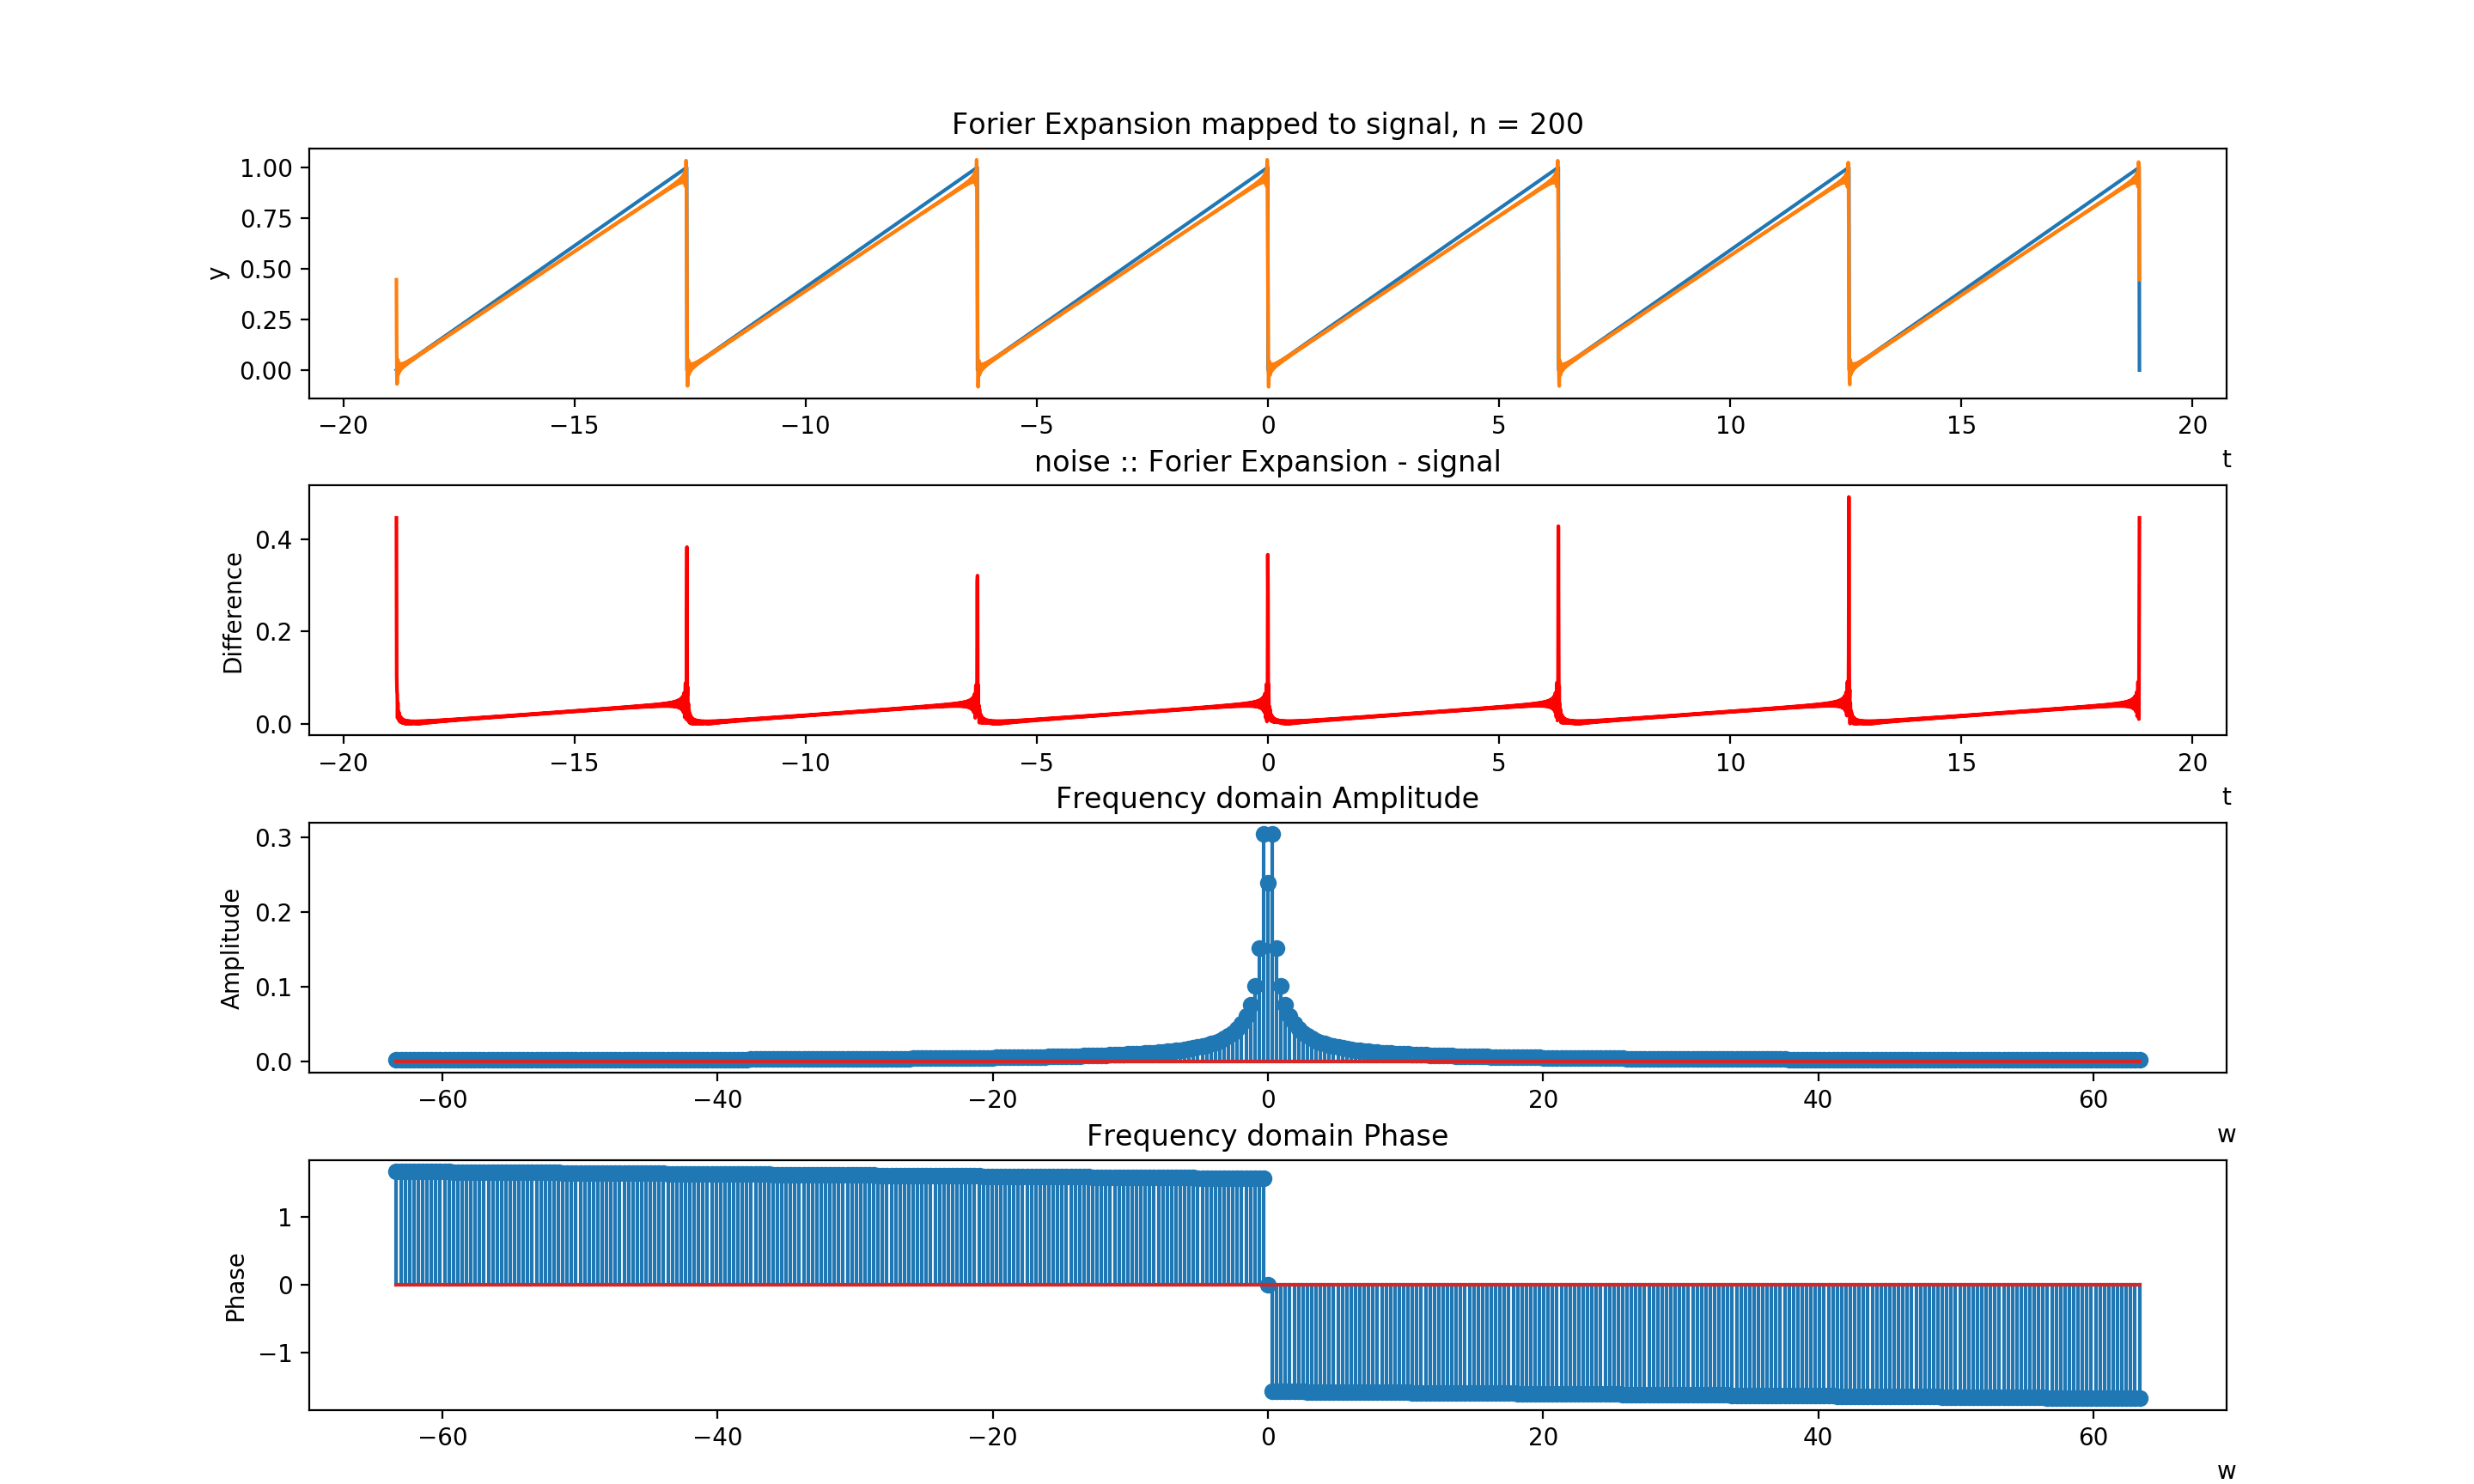 Forier Expansion mapped to signal, n = 200
1.00
0.75
0.50
0.25
0.00
y
−20 −15 −10 −5 0 5 10 15 20
t
noise :: Forier Expansion - signal
0.4
0.2
0.0
Difference
−20 −15 −10 −5 0 5 10 15 20
t
Frequency domain Amplitude
0.3
0.2
0.1
0.0
Amplitude
−60 −40 −20 0 20 40 60
w
Frequency domain Phase
1
0
−1
Phase
−60 −40 −20 0 20 40 60
w